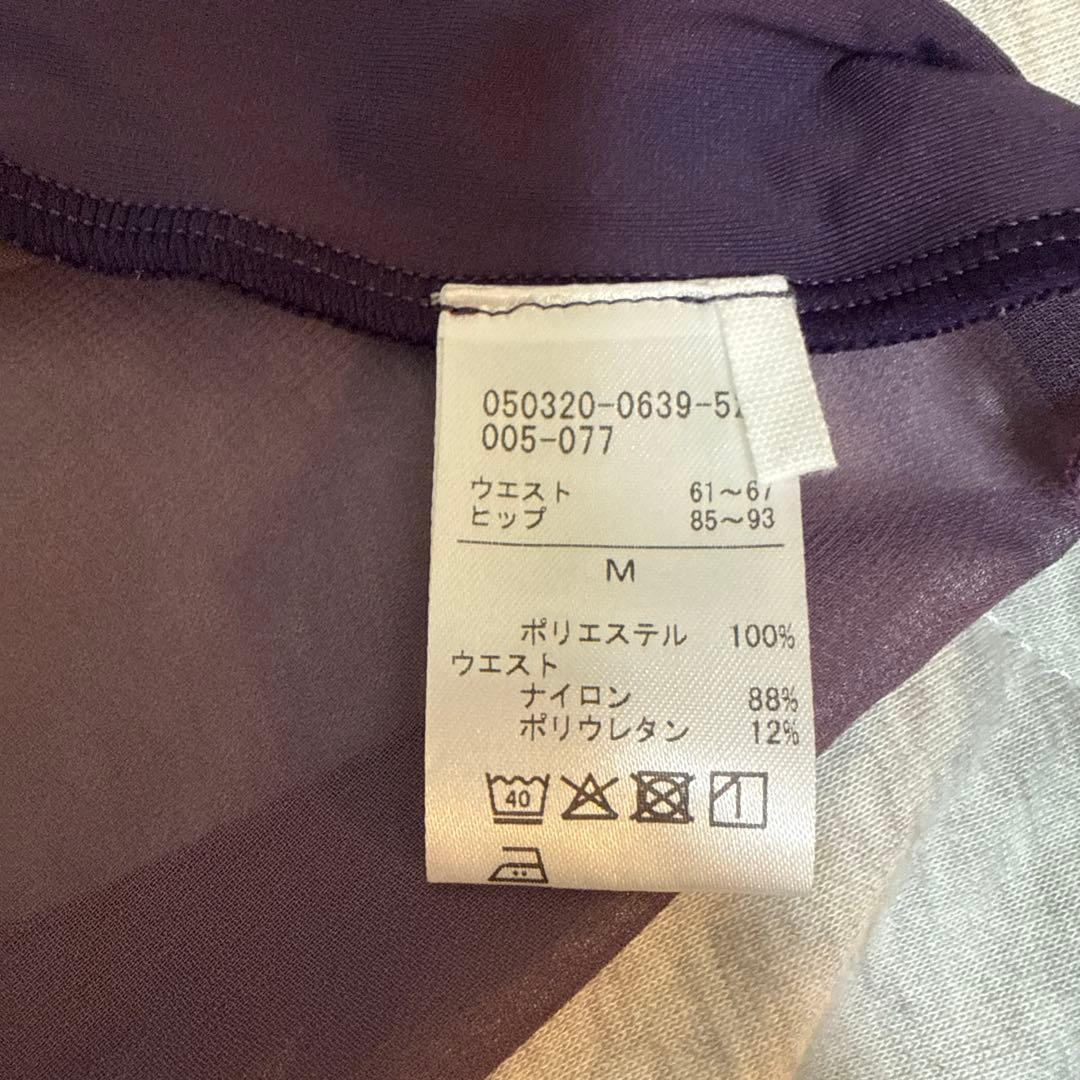 050320-0639-5
005-077
ウエスト 61～67
ヒップ 85～93
M
ポリエステル 100%
ウエスト
ナイロン 88%
ポリウレタン 12%
40